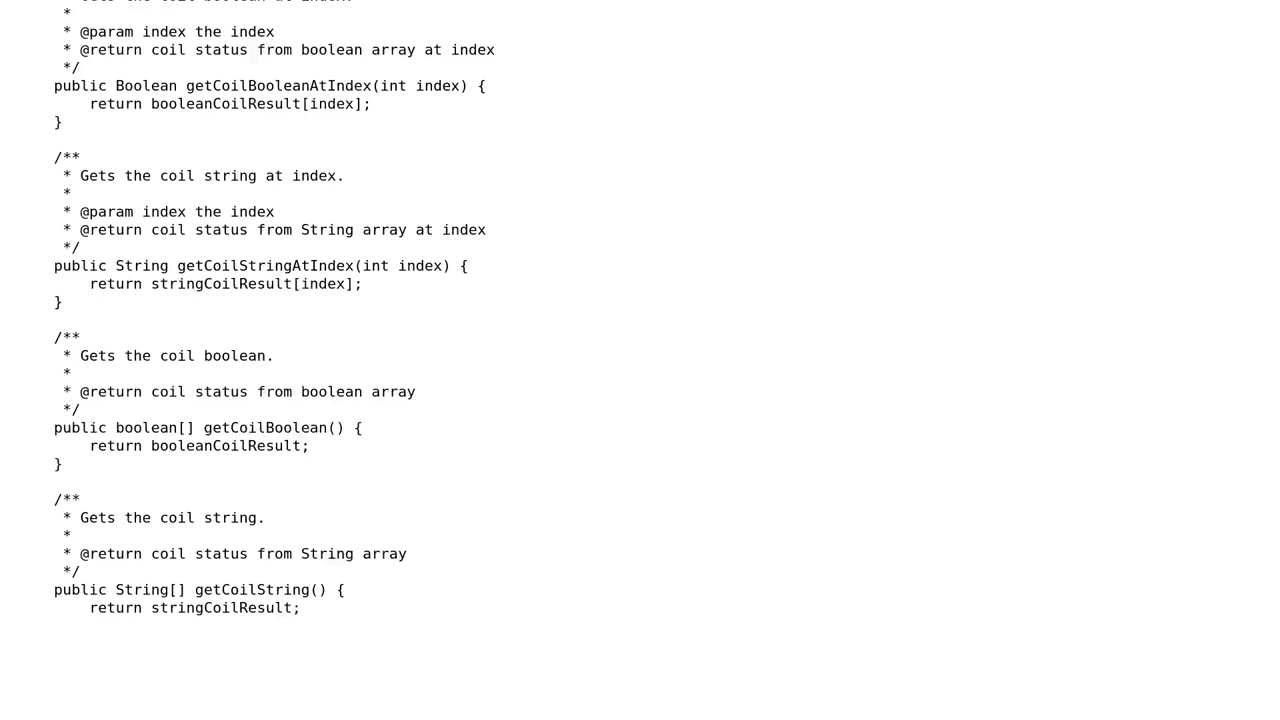 *
* @param index the index
* @return coil status from boolean array at index
*/
public Boolean getCoilBooleanAtIndex(int index) {
return booleanCoilResult[index];
}
/**
* Gets the coil string at index.
*
* @param index the index
* @return coil status from String array at index
*/
public String getCoilStringAtIndex(int index) {
return stringCoilResult[index];
}
/**
* Gets the coil boolean.
*
* @return coil status from boolean array
*/
public boolean[] getCoilBoolean() {
return booleanCoilResult;
}
/**
* Gets the coil string.
*
* @return coil status from String array
*/
public String[] getCoilString() {
return stringCoilResult;